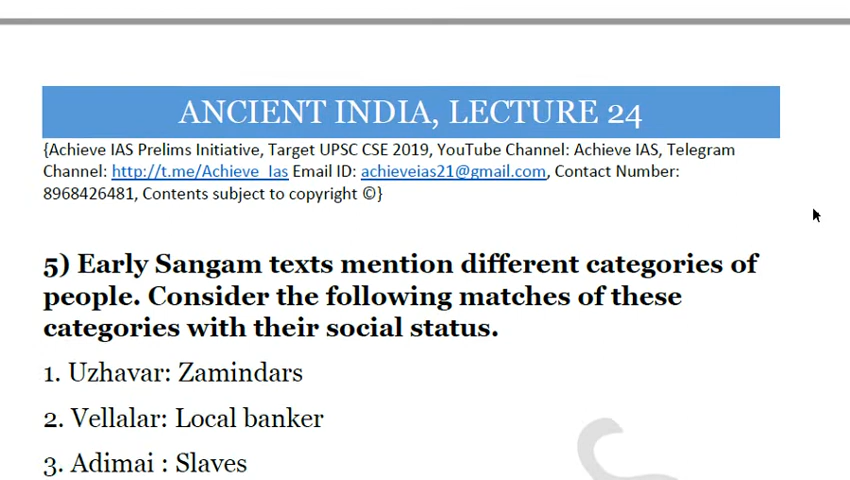 ANCIENT INDIA, LECTURE 24
{Achieve IAS Prelims Initiative, Target UPSC CSE 2019, YouTube Channel: Achieve IAS, Telegram
Channel: http://t.me/Achieve_Ias Email ID: achieveias21@gmail.com, Contact Number:
8968426481, Contents subject to copyright ©}
5) Early Sangam texts mention different categories of
people. Consider the following matches of these
categories with their social status.
1. Uzhavar: Zamindars
2. Vellalar: Local banker
3. Adimai : Slaves